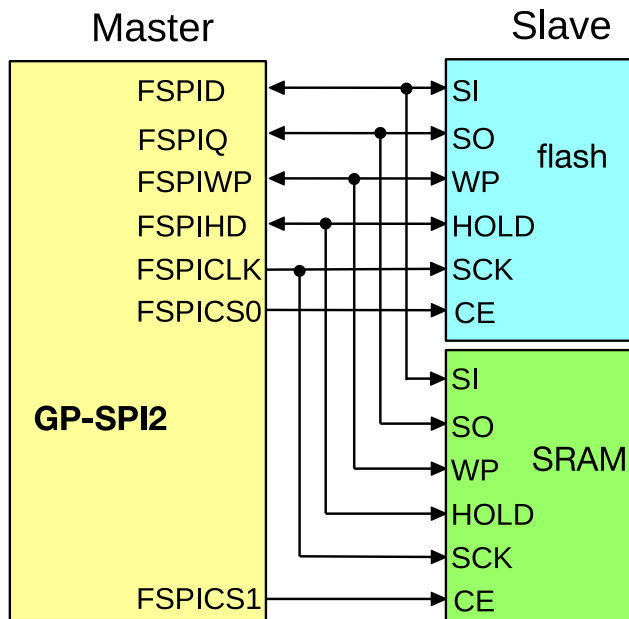 Master
Slave
FSPID
FSPIQ
FSPIWP
FSPIHD
FSPICLK
FSPICS0
GP-SPI2
FSPICS1
SI
SO
flash
WP
HOLD
SCK
CE
SI
SO
SRAM
WP
HOLD
SCK
CE